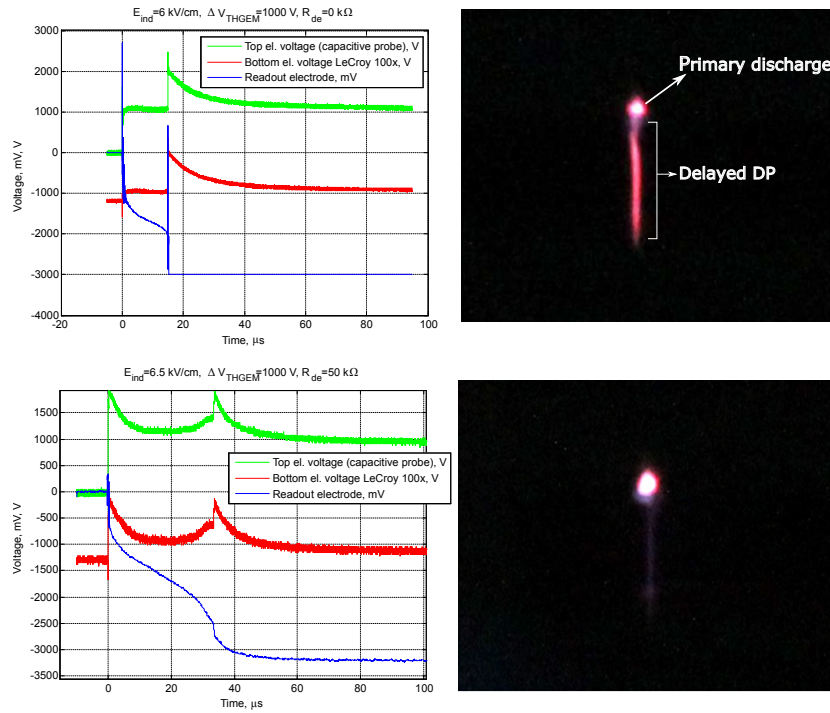 E_ind=6 kV/cm, Δ V_THGEM=1000 V, R_de=0 kΩ
Top el. voltage (capacitive probe), V
Bottom el. voltage LeCroy 100x, V
Readout electrode, mV
Voltage, mV, V
3000
2000
1000
0
-1000
-2000
-3000
-4000
-20 0 20 40 60 80 100
Time, μs
Primary discharge
Delayed DP
E_ind=6.5 kV/cm, Δ V_THGEM=1000 V, R_de=50 kΩ
Top el. voltage (capacitive probe), V
Bottom el. voltage LeCroy 100x, V
Readout electrode, mV
Voltage, mV, V
1500
1000
500
0
-500
-1000
-1500
-2000
-2500
-3000
-3500
0 20 40 60 80 100
Time, μs